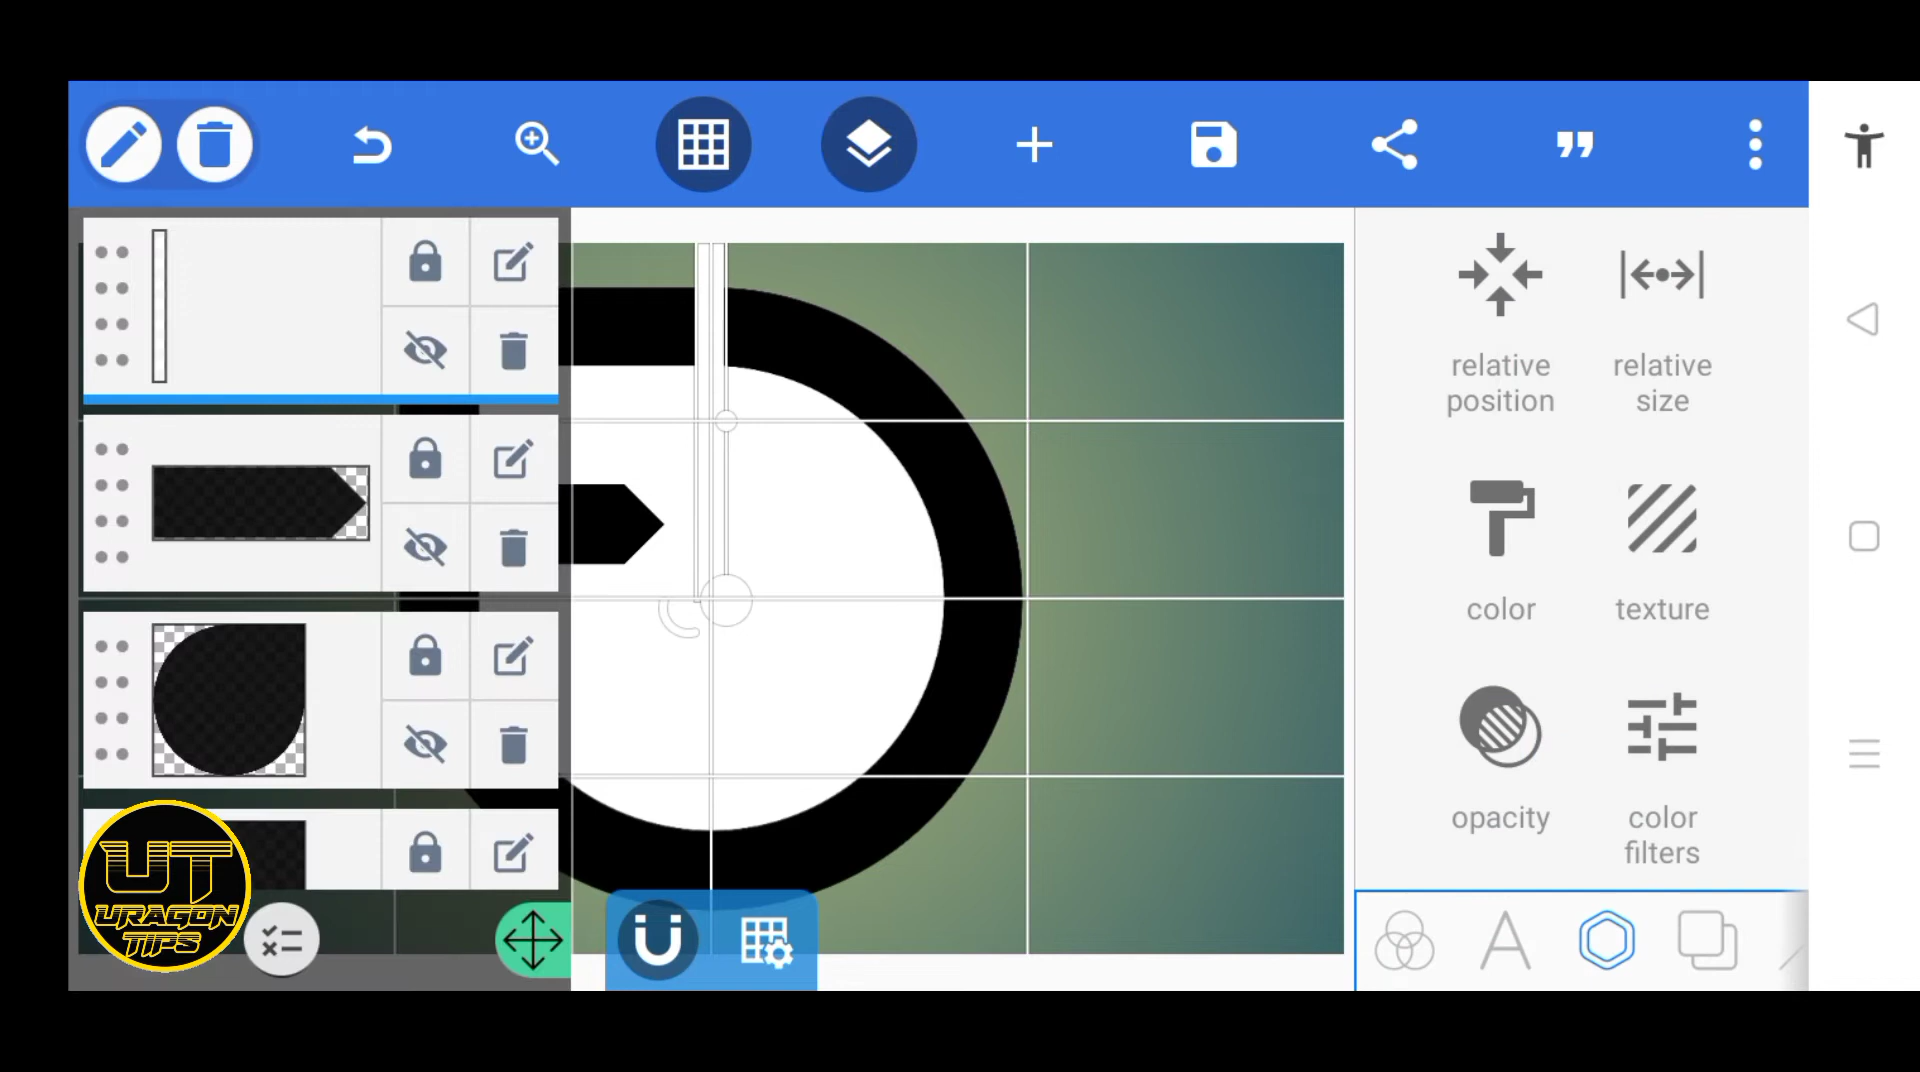 relative
position
relative
size
color
texture
opacity
color
filters
UT
URAGON
TIPS